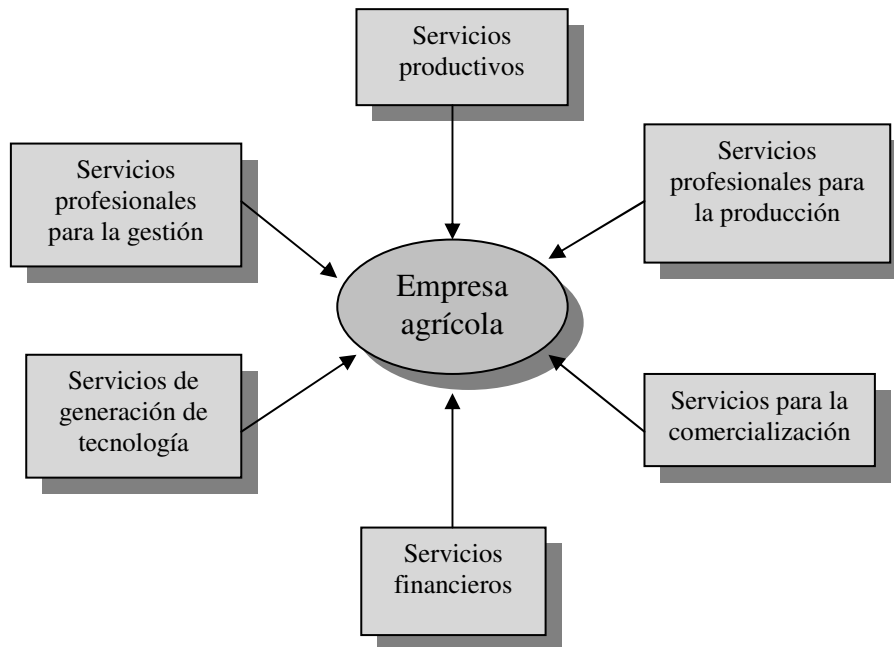 Servicios
productivos
Servicios
profesionales
para la gestión
Servicios
profesionales para
la producción
Empresa
agrícola
Servicios de
generación de
tecnología
Servicios para la
comercialización
Servicios
financieros